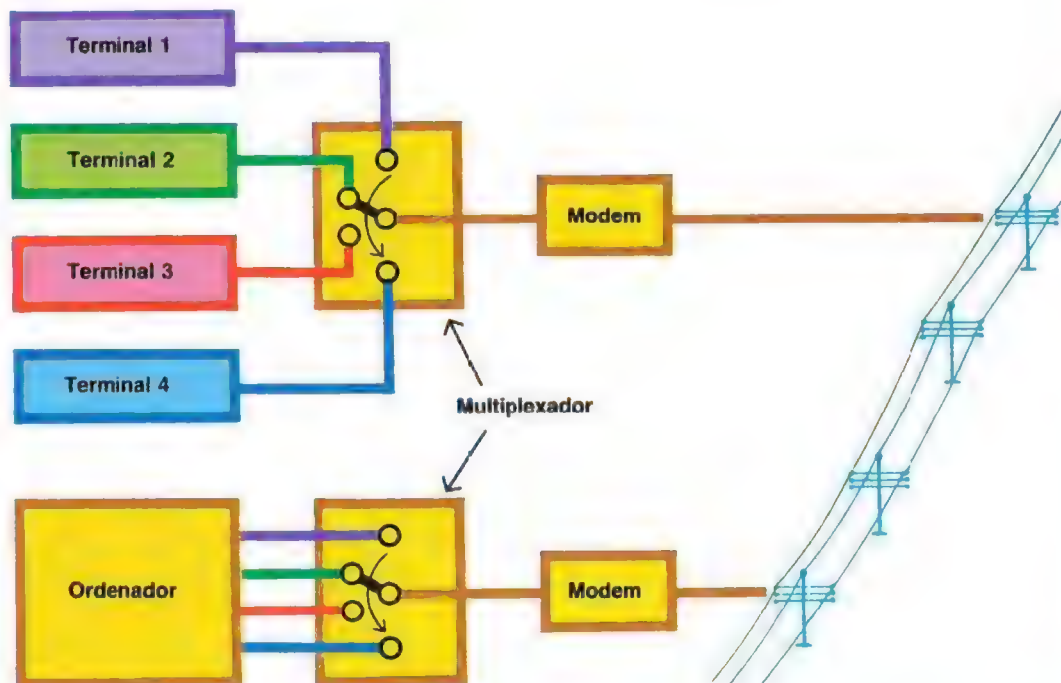 Terminal 1
Terminal 2
Terminal 3
Terminal 4
Modem
Multiplexador
Ordenador
Modem